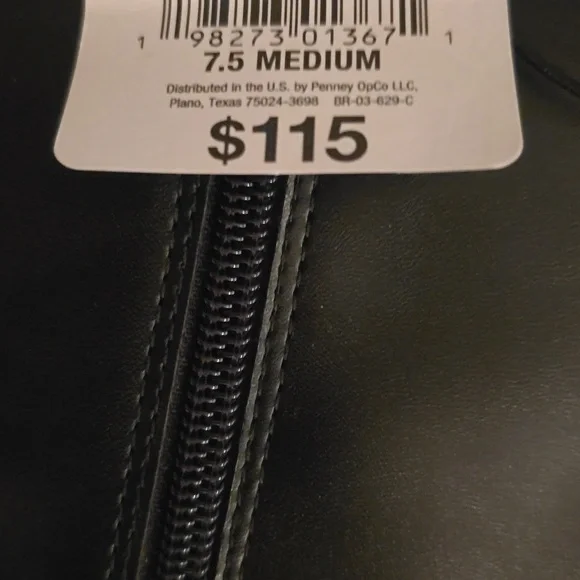 1 98273 01367 1
7.5 MEDIUM
Distributed in the U.S. by Penney OpCo LLC,
Plano, Texas 75024-3698 BR-03-629-C
$115